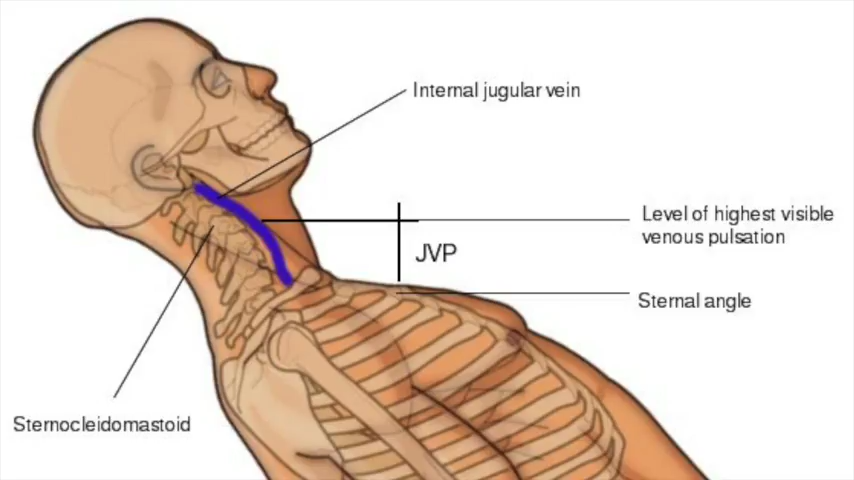 Internal jugular vein
Level of highest visible
venous pulsation
JVP
Sternal angle
Sternocleidomastoid